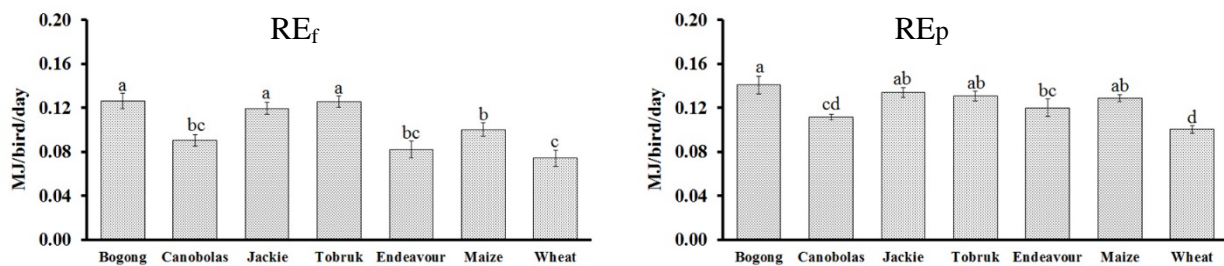 REf
MJ/bird/day
0.20
0.16
0.12
0.08
0.04
0.00
a
bc
a
a
bc
b
c
Bogong Canobolas Jackie Tobruk Endeavour Maize Wheat
REp
MJ/bird/day
0.20
0.16
0.12
0.08
0.04
0.00
a
cd
ab
ab
bc
ab
d
Bogong Canobolas Jackie Tobruk Endeavour Maize Wheat